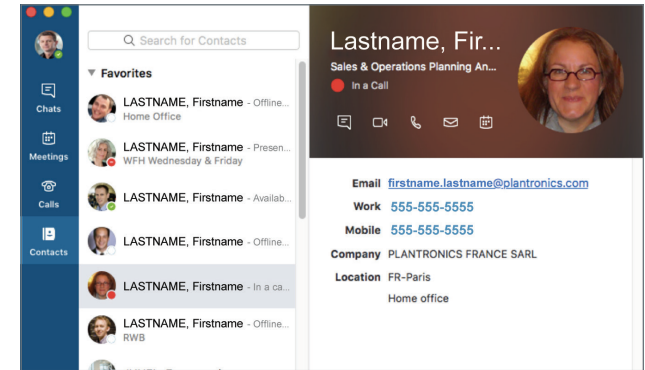 Search for Contacts
Favorites
LASTNAME, Firstname - Offline...
Home Office
LASTNAME, Firstname - Presen...
WFH Wednesday & Friday
LASTNAME, Firstname - Availab...
LASTNAME, Firstname - Offline...
LASTNAME, Firstname - In a ca...
LASTNAME, Firstname - Offline...
RWB
Chats
Meetings
Calls
Contacts
Lastname, Fir...
Sales & Operations Planning An...
In a Call
Email firstname.lastname@plantronics.com
Work 555-555-5555
Mobile 555-555-5555
Company PLANTRONICS FRANCE SARL
Location FR-Paris
Home office